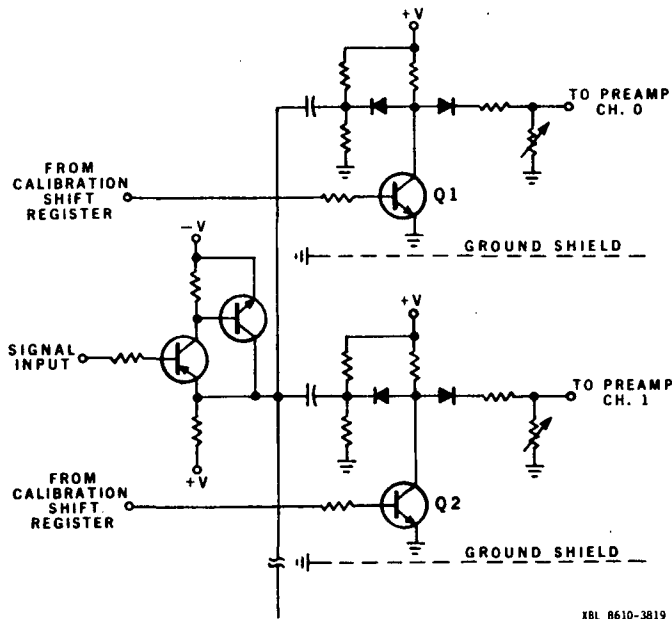 +V
TO PREAMP
CH. 0
FROM
CALIBRATION
SHIFT
REGISTER
Q1
-V
GROUND SHIELD
+V
SIGNAL
INPUT
TO PREAMP
CH. 1
+V
FROM
CALIBRATION
SHIFT
REGISTER
Q2
GROUND SHIELD
XBL 8610-3819